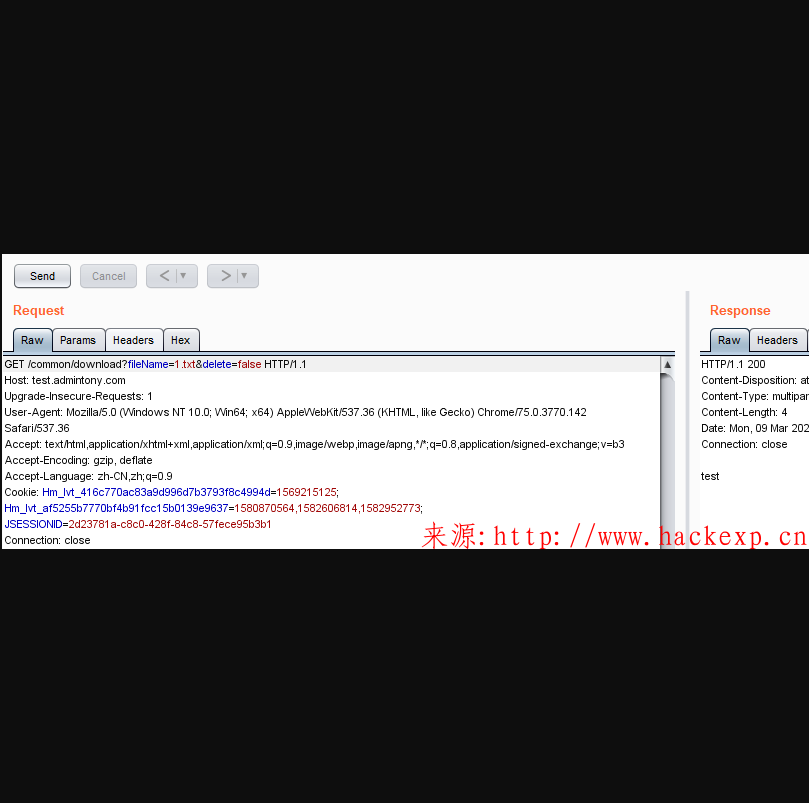 Send Cancel < >
Request
Response
Raw Params Headers Hex
Raw Headers
GET /common/download?fileName=1.txt&delete=false HTTP/1.1
Host: test.admintony.com
Upgrade-Insecure-Requests: 1
User-Agent: Mozilla/5.0 (Windows NT 10.0; Win64; x64) AppleWebKit/537.36 (KHTML, like Gecko) Chrome/75.0.3770.142
Safari/537.36
Accept: text/html,application/xhtml+xml,application/xml;q=0.9,image/webp,image/apng,*/*;q=0.8,application/signed-exchange;v=b3
Accept-Encoding: gzip, deflate
Accept-Language: zh-CN,zh;q=0.9
Cookie: Hm_lvt_416c770ac83a9d996d7b3793f8c4994d=1569215125;
Hm_lvt_af5255b7770bf4b91fcc15b0139e9637=1580870564,1582606814,1582952773;
JSESSIONID=2d23781a-c8c0-428f-84c8-57fece95b3b1
Connection: close
HTTP/1.1 200
Content-Disposition: at
Content-Type: multipar
Content-Length: 4
Date: Mon, 09 Mar 202
Connection: close
test
来源:http://www.hackexp.cn